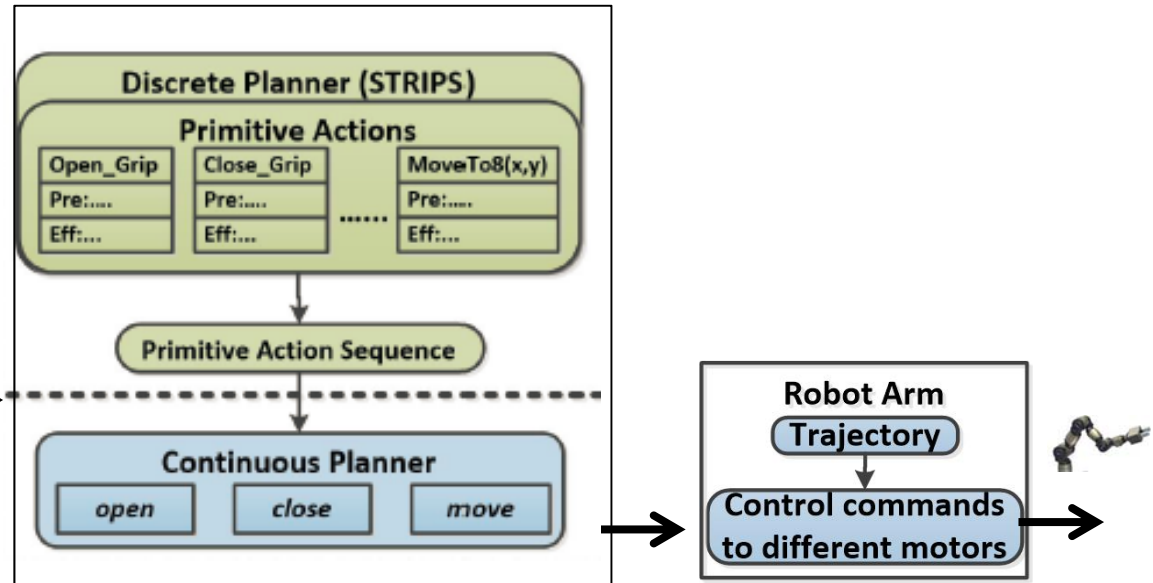 Discrete Planner (STRIPS)
Primitive Actions
Open_Grip
Pre:....
Eff:...
Close_Grip
Pre:....
Eff:...
......
MoveTo8(x,y)
Pre:....
Eff:...
Primitive Action Sequence
Continuous Planner
open
close
move
Robot Arm
Trajectory
Control commands
to different motors